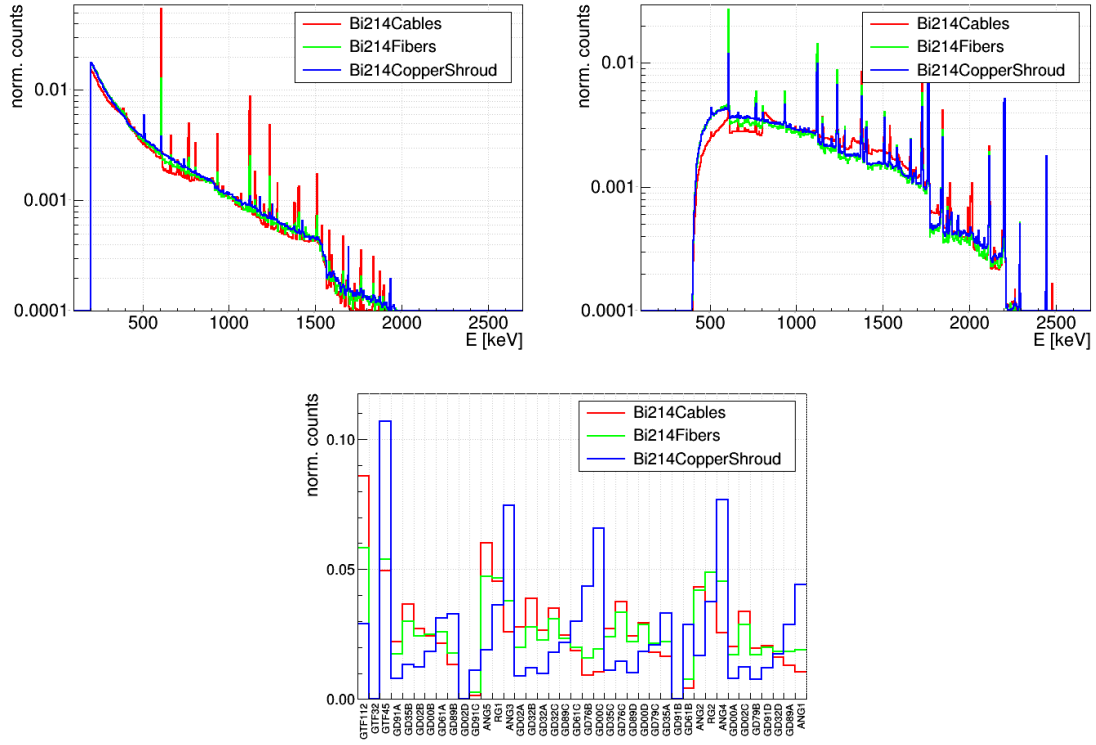 norm. counts
Bi214Cables
Bi214Fibers
Bi214CopperShroud
0.01
0.001
0.0001
500 1000 1500 2000 2500
E [keV]
norm. counts
Bi214Cables
Bi214Fibers
Bi214CopperShroud
0.01
0.001
0.0001
500 1000 1500 2000 2500
E [keV]
norm. counts
Bi214Cables
Bi214Fibers
Bi214CopperShroud
0.10
0.05
0.00
GTF112
GTF32
GTF45
GD91A
GD35B
GD02B
GD00B
GD61A
GD89B
GD02D
GD91C
ANG5
RG1
ANG3
GD02A
GD32B
GD32A
GD32C
GD89C
GD61C
GD76B
GD00C
GD35C
GD76C
GD89D
GD00D
GD79C
GD35A
GD91B
GD61B
ANG2
RG2
ANG4
GD00A
GD02C
GD79B
GD91D
GD32D
GD89A
ANG1